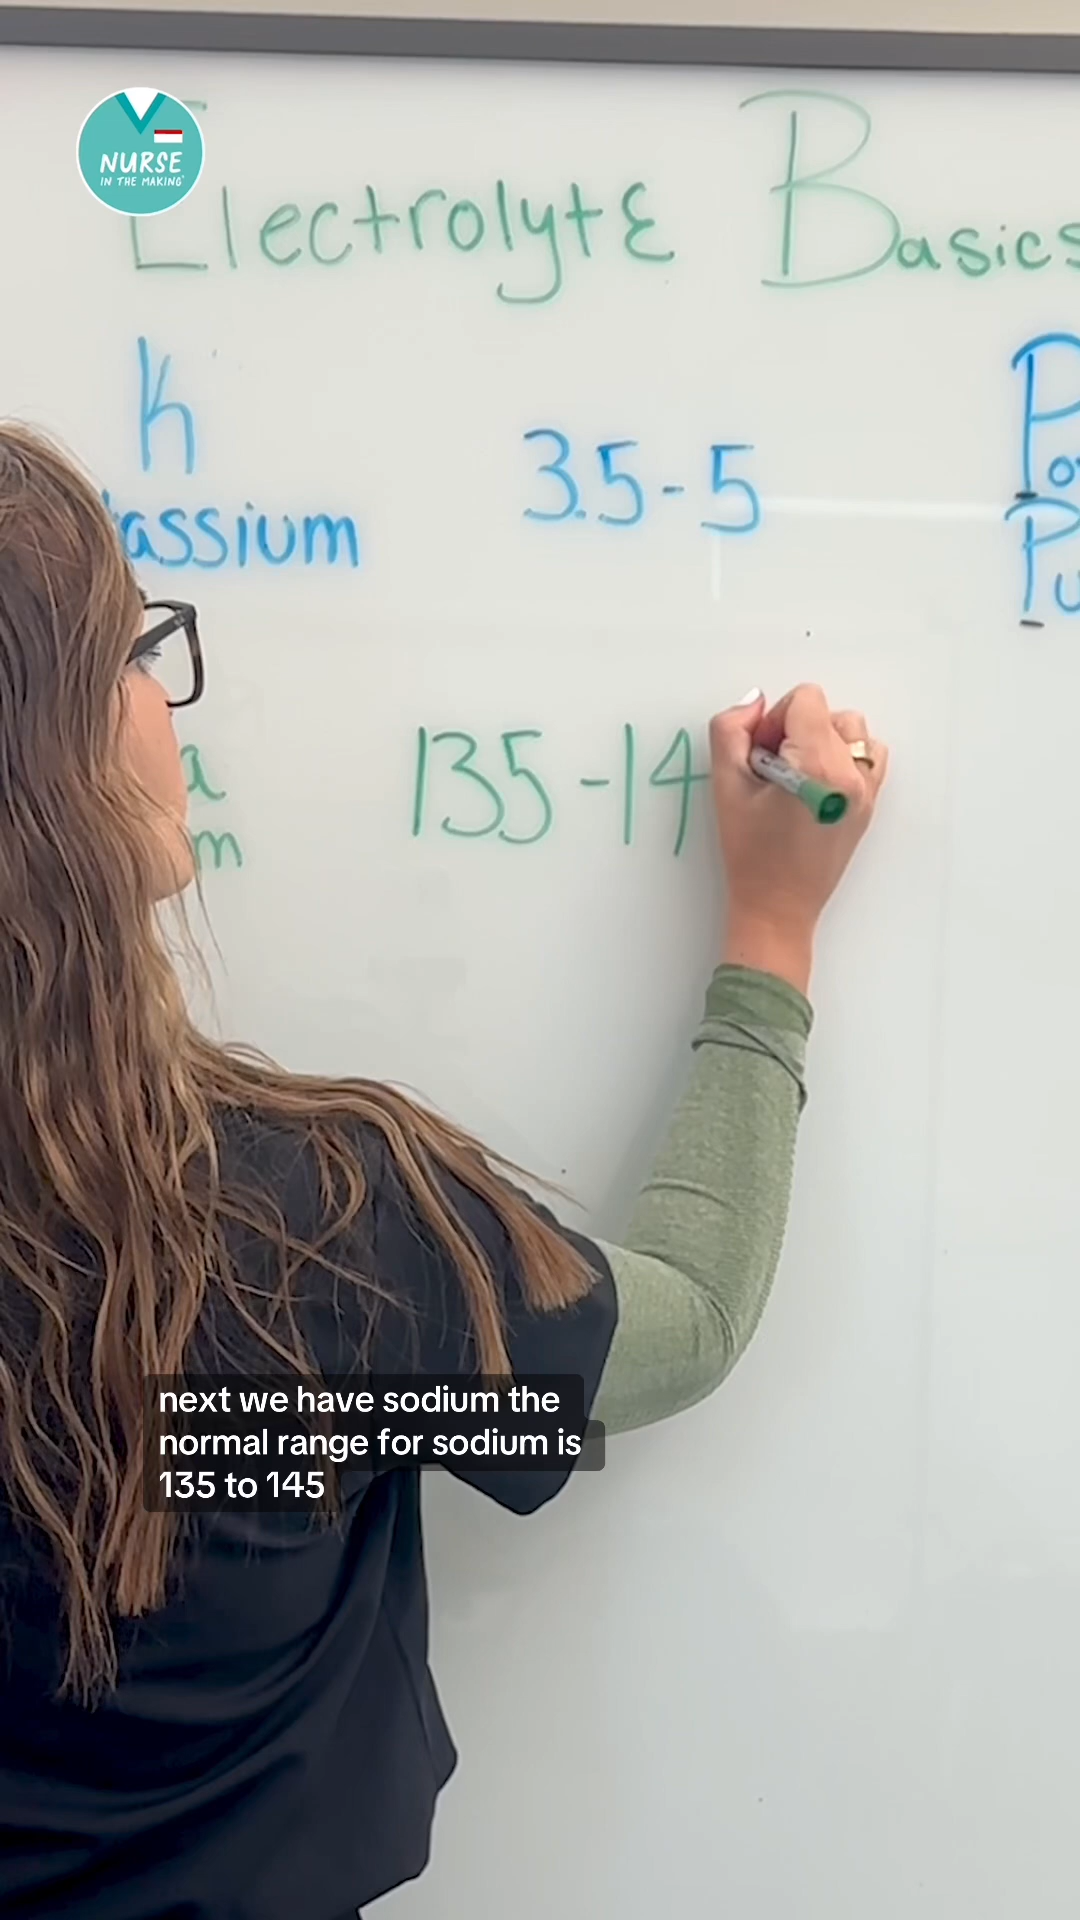 NURSE
IN THE MAKING
Electrolyte Basics
K
assium
3.5-5
135-14
next we have sodium the
normal range for sodium is
135 to 145